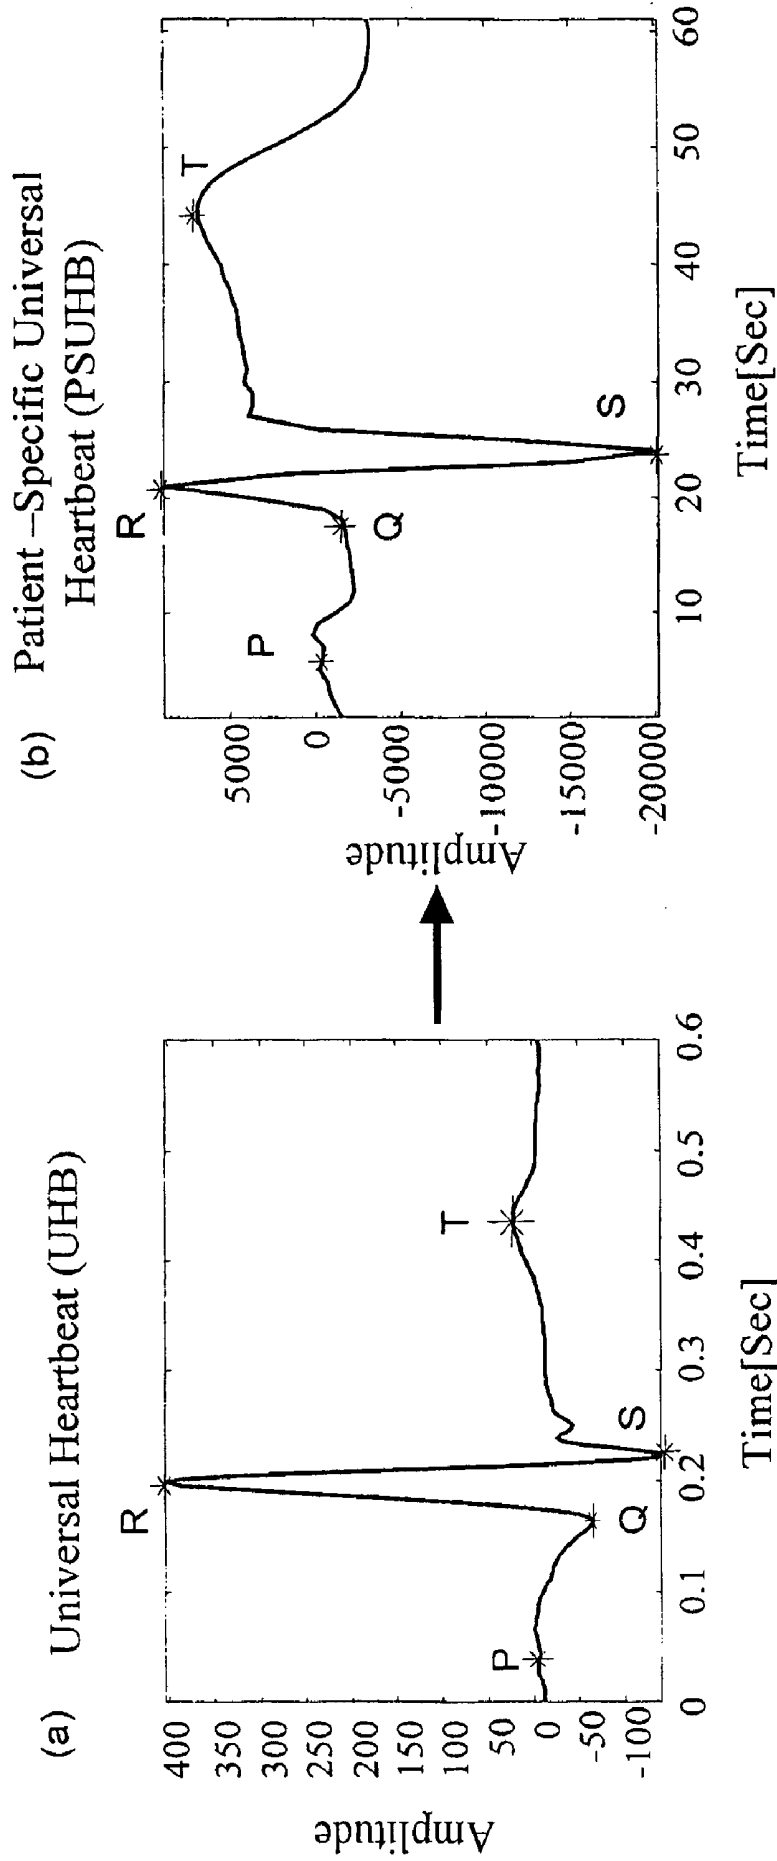 (a) Universal Heartbeat (UHB)
Amplitude
400
350
300
250
200
150
100
50
0
-50
-100
P
Q
R
S
T
0 0.1 0.2 0.3 0.4 0.5 0.6
Time[Sec]
(b) Patient –Specific Universal
Heartbeat (PSUHB)
Amplitude
5000
0
-5000
-10000
-15000
-20000
P
Q
R
S
T
10 20 30 40 50 60
Time[Sec]